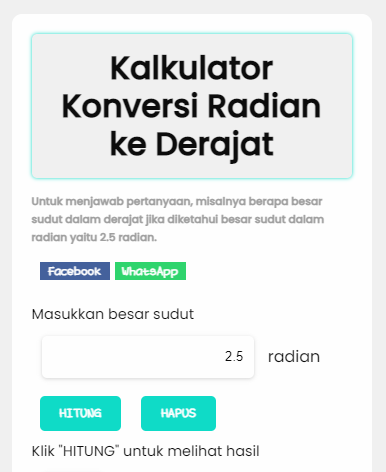 Kalkulator
Konversi Radian
ke Derajat
Untuk menjawab pertanyaan, misalnya berapa besar
sudut dalam derajat jika diketahui besar sudut dalam
radian yaitu 2.5 radian.
Facebook WhatsApp
Masukkan besar sudut
2.5 radian
HITUNG HAPUS
Klik "HITUNG" untuk melihat hasil